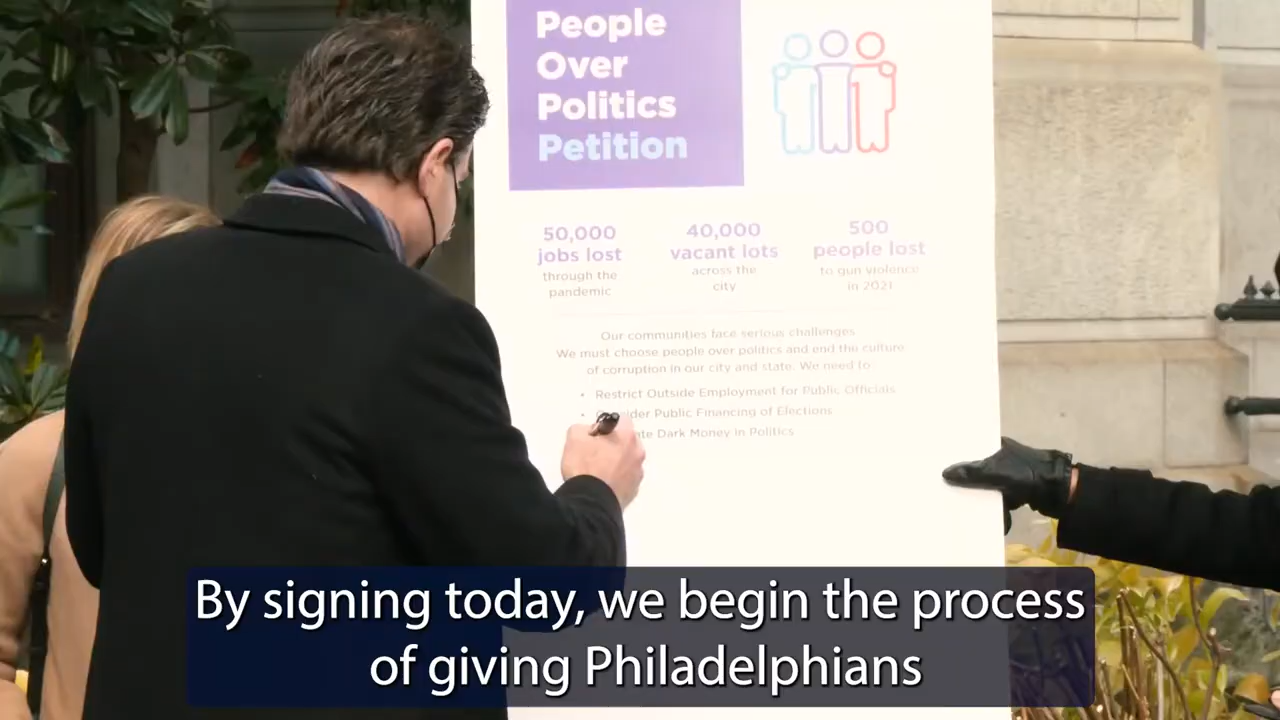 People
Over
Politics
Petition
50,000
jobs lost
through the
pandemic
40,000
vacant lots
across the
city
500
people lost
to gun violence
in 2021
Our communities face serious challenges
We must choose people over politics and end the culture
of corruption in our city and state. We need to
• Restrict Outside Employment for Public Officials
• Public Financing of Elections
Dark Money in Politics
By signing today, we begin the process
of giving Philadelphians